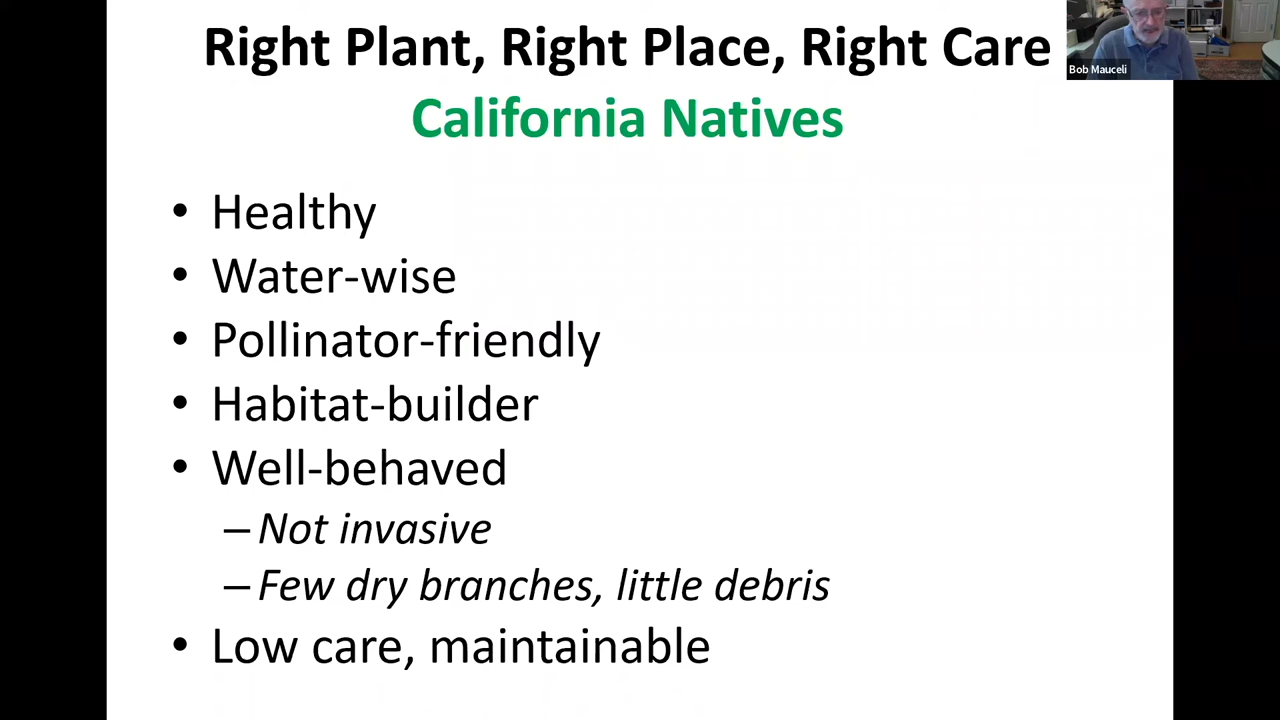 Right Plant, Right Place, Right Care
Bob Mauceli
California Natives
• Healthy
• Water-wise
• Pollinator-friendly
• Habitat-builder
• Well-behaved
– Not invasive
– Few dry branches, little debris
• Low care, maintainable